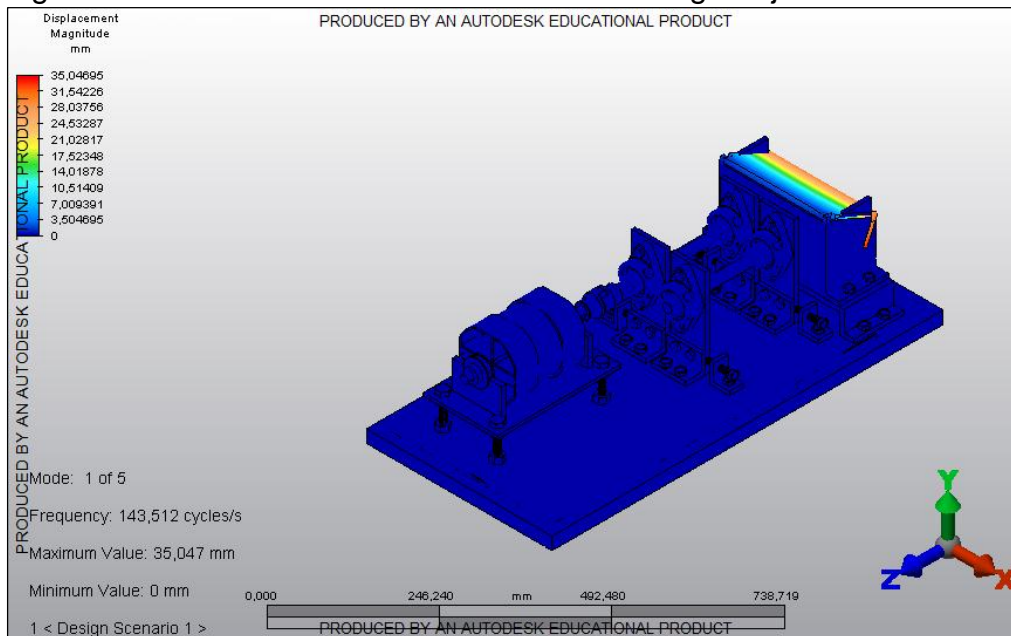 PRODUCED BY AN AUTODESK EDUCATIONAL PRODUCT
Displacement
Magnitude
mm
35,04695
31,54226
28,03756
24,53287
21,02817
17,52348
14,01878
10,51409
7,009391
3,504695
0
PRODUCED BY AN AUTODESK EDUCATIONAL PRODUCT
Mode: 1 of 5
Frequency: 143,512 cycles/s
Maximum Value: 35,047 mm
Minimum Value: 0 mm
0,000 246,240 mm 492,480 738,719
1 < Design Scenario 1 >
PRODUCED BY AN AUTODESK EDUCATIONAL PRODUCT
Y
Z
X